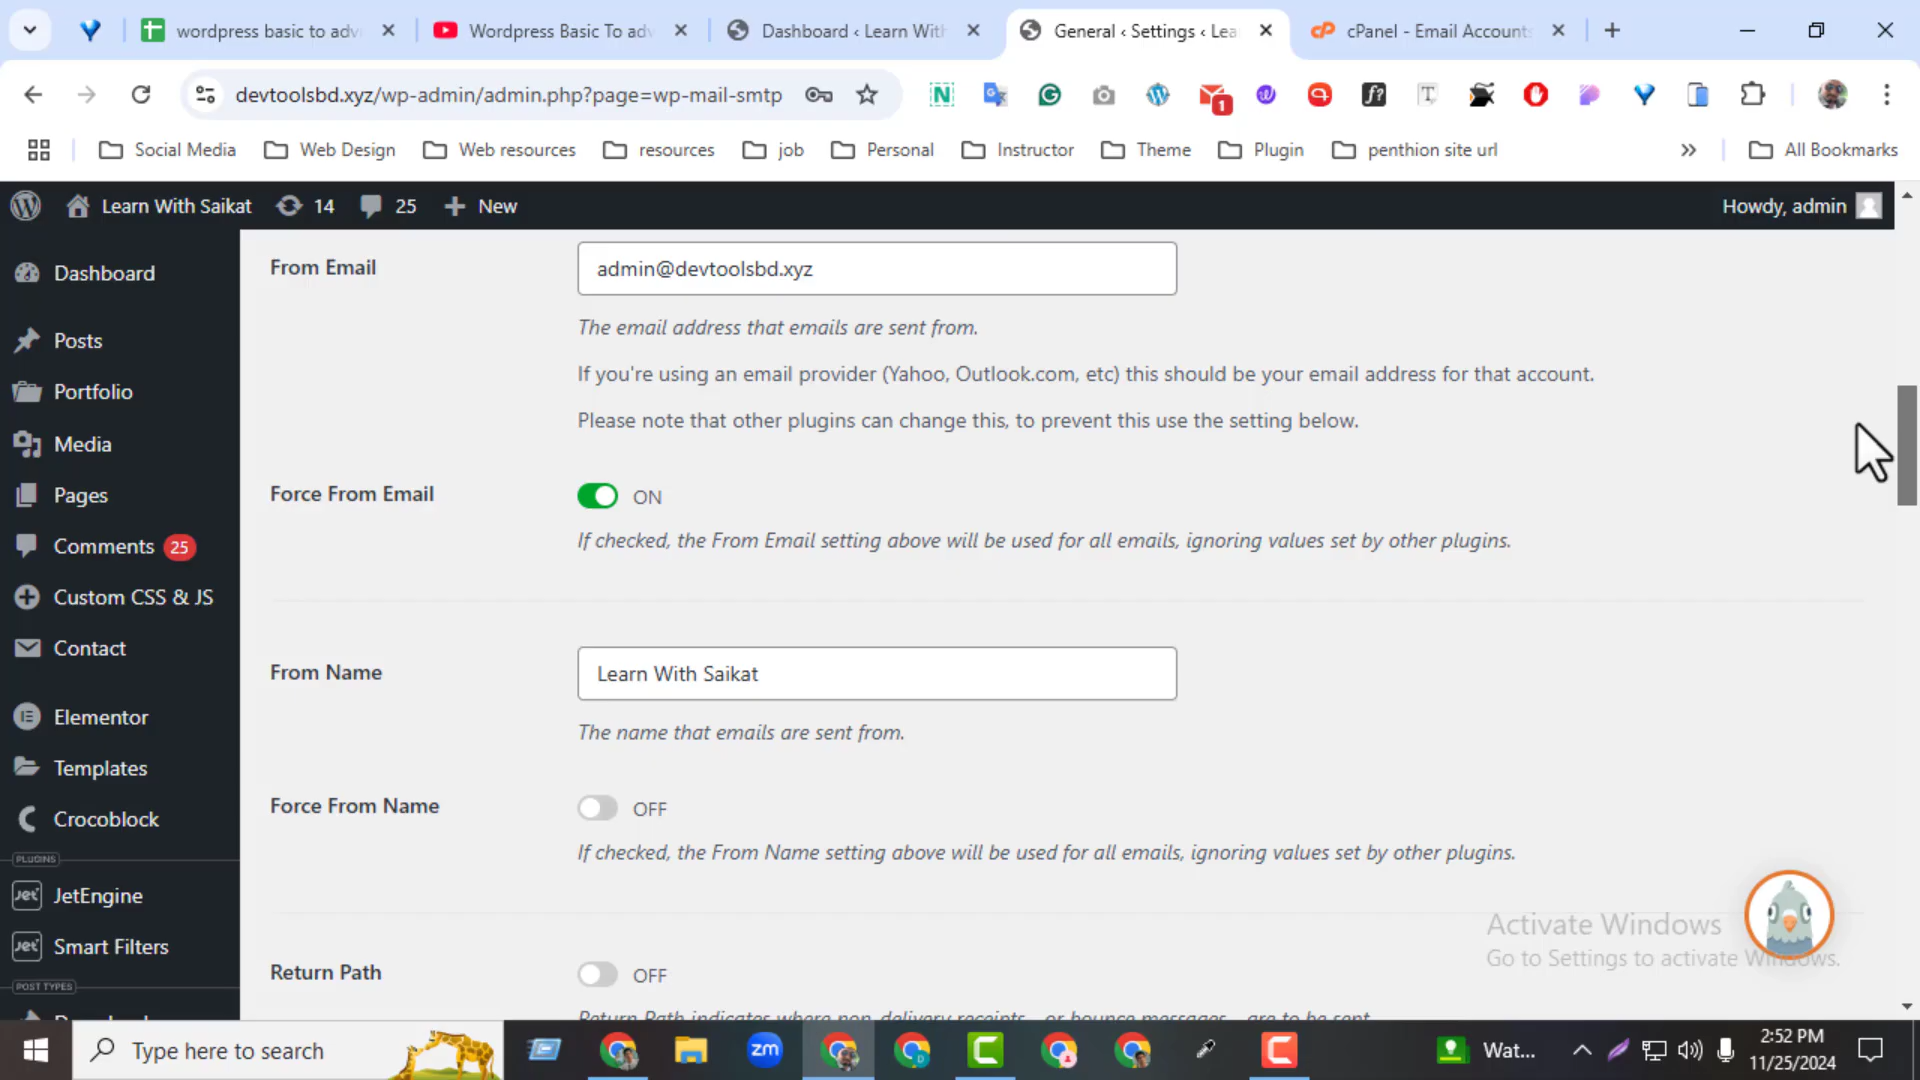 wordpress basic to adv
Wordpress Basic To adv
Dashboard ‹ Learn With
General ‹ Settings ‹ Lea
cPanel - Email Accounts
devtoolsbd.xyz/wp-admin/admin.php?page=wp-mail-smtp
1
Social Media
Web Design
Web resources
resources
job
Personal
Instructor
Theme
Plugin
penthion site url
All Bookmarks
Learn With Saikat
14
25
New
Howdy, admin
Dashboard
Posts
Portfolio
Media
Pages
Comments 25
Custom CSS & JS
Contact
Elementor
Templates
Crocoblock
PLUGINS
JetEngine
Smart Filters
POST TYPES
From Email
admin@devtoolsbd.xyz
The email address that emails are sent from.
If you're using an email provider (Yahoo, Outlook.com, etc) this should be your email address for that account.
Please note that other plugins can change this, to prevent this use the setting below.
Force From Email
ON
If checked, the From Email setting above will be used for all emails, ignoring values set by other plugins.
From Name
Learn With Saikat
The name that emails are sent from.
Force From Name
OFF
If checked, the From Name setting above will be used for all emails, ignoring values set by other plugins.
Return Path
OFF
Return Path indicates where non-delivery receipts - or bounce messages - are to be sent.
Activate Windows
Go to Settings to activate Windows.
Type here to search
zm
Wat...
2:52 PM
11/25/2024